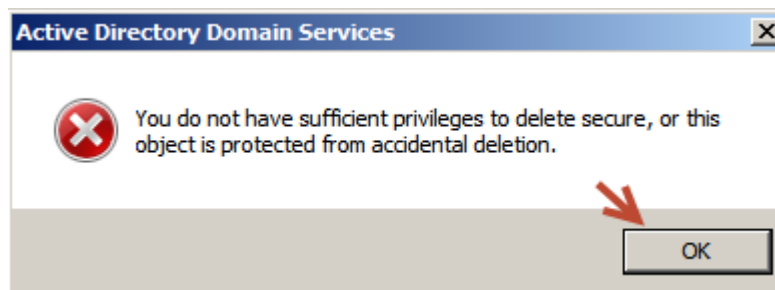 Active Directory Domain Services
You do not have sufficient privileges to delete secure, or this
object is protected from accidental deletion.
OK